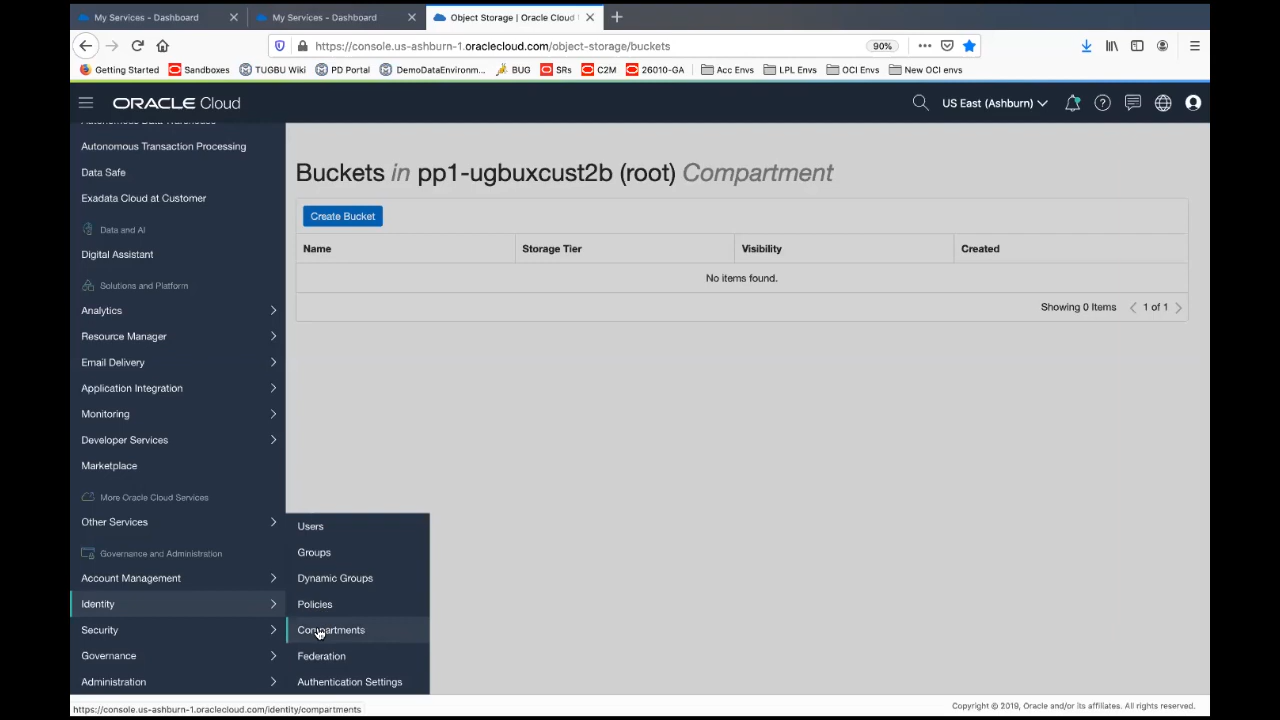 My Services - Dashboard
My Services - Dashboard
Object Storage | Oracle Cloud
https://console.us-ashburn-1.oraclecloud.com/object-storage/buckets
90%
Getting Started
Sandboxes
TUGBU Wiki
PD Portal
DemoDataEnvironm...
BUG
SRs
C2M
26010-GA
Acc Envs
LPL Envs
OCI Envs
New OCI envs
ORACLE Cloud
US East (Ashburn)
Autonomous Data Warehouse
Autonomous Transaction Processing
Data Safe
Exadata Cloud at Customer
Data and AI
Digital Assistant
Solutions and Platform
Analytics
Resource Manager
Email Delivery
Application Integration
Monitoring
Developer Services
Marketplace
More Oracle Cloud Services
Other Services
Governance and Administration
Account Management
Identity
Security
Governance
Administration
Users
Groups
Dynamic Groups
Policies
Compartments
Federation
Authentication Settings
Buckets in pp1-ugbuxcust2b (root) Compartment
Create Bucket
Name
Storage Tier
Visibility
Created
No items found.
Showing 0 Items
1 of 1
https://console.us-ashburn-1.oraclecloud.com/identity/compartments
Copyright © 2019, Oracle and/or its affiliates. All rights reserved.